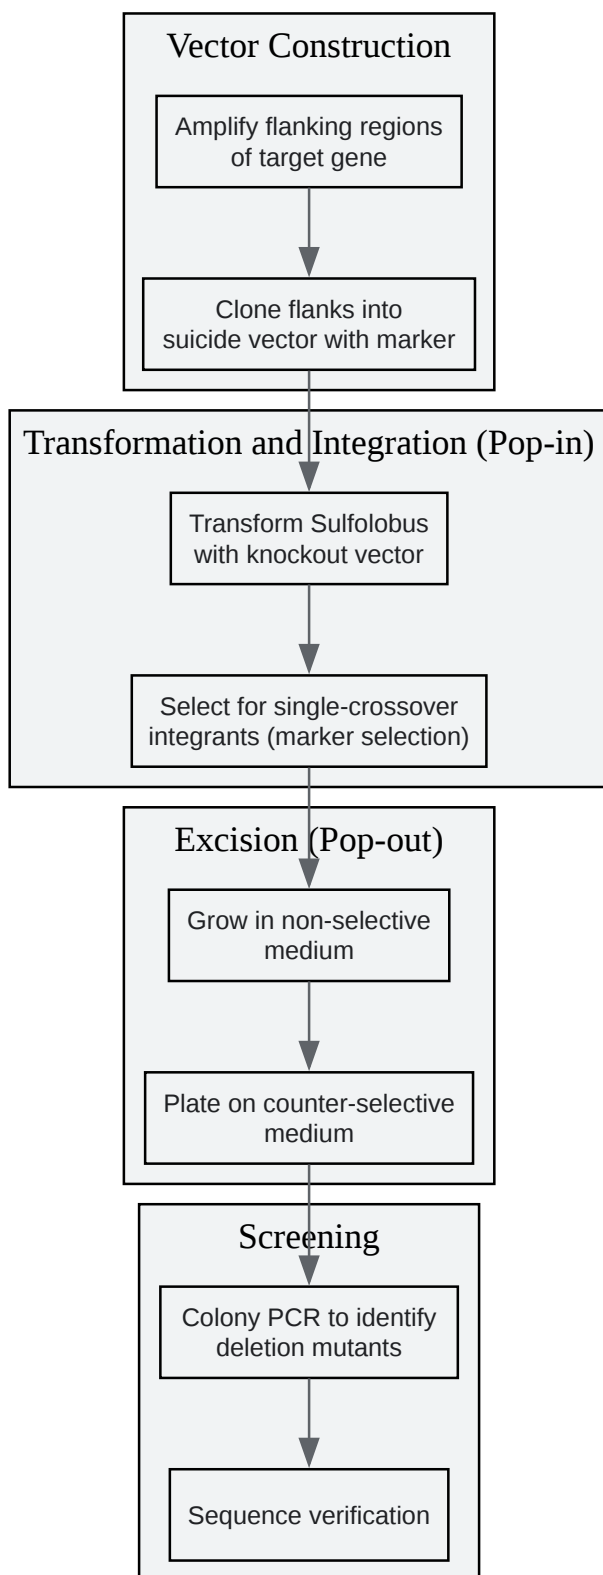 Vector Construction
Amplify flanking regions
of target gene
Clone flanks into
suicide vector with marker
Transformation and Integration (Pop-in)
Transform Sulfolobus
with knockout vector
Select for single-crossover
integrants (marker selection)
Excision (Pop-out)
Grow in non-selective
medium
Plate on counter-selective
medium
Screening
Colony PCR to identify
deletion mutants
Sequence verification